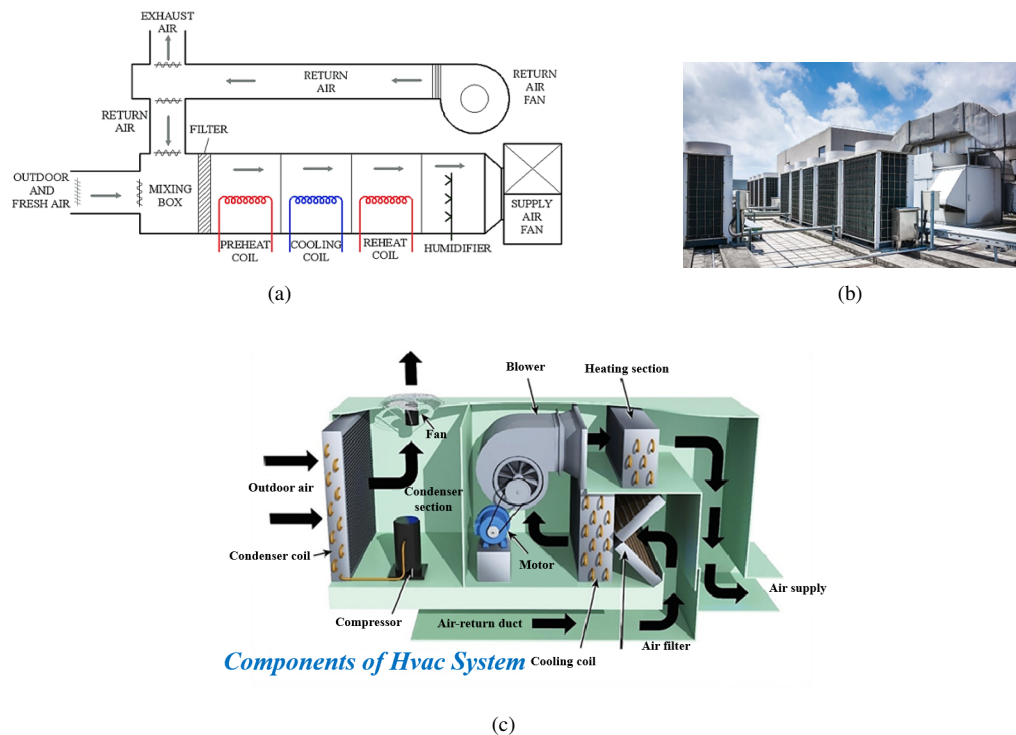 EXHAUST
AIR
RETURN
AIR
RETURN
AIR
FAN
RETURN
AIR
FILTER
OUTDOOR
AND
FRESH AIR
MIXING
BOX
SUPPLY
AIR
FAN
PREHEAT
COIL
COOLING
COIL
REHEAT
COIL
HUMIDIFIER
(a)
(b)
Blower
Heating section
Fan
Outdoor air
Condenser
section
Condenser coil
Motor
Air supply
Compressor
Air-return duct
Air filter
Components of Hvac System
Cooling coil
(c)